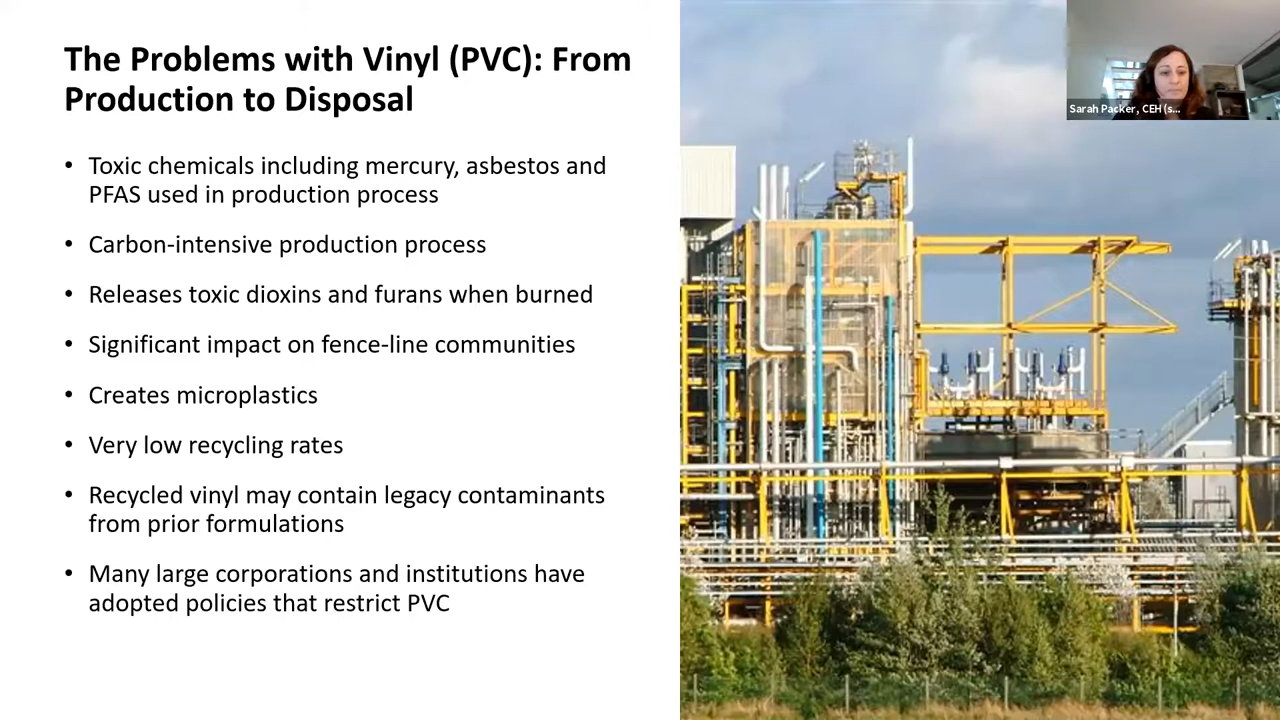 The Problems with Vinyl (PVC): From
Production to Disposal
• Toxic chemicals including mercury, asbestos and
PFAS used in production process
• Carbon-intensive production process
• Releases toxic dioxins and furans when burned
• Significant impact on fence-line communities
• Creates microplastics
• Very low recycling rates
• Recycled vinyl may contain legacy contaminants
from prior formulations
• Many large corporations and institutions have
adopted policies that restrict PVC
Sarah Packer, CEH (s...